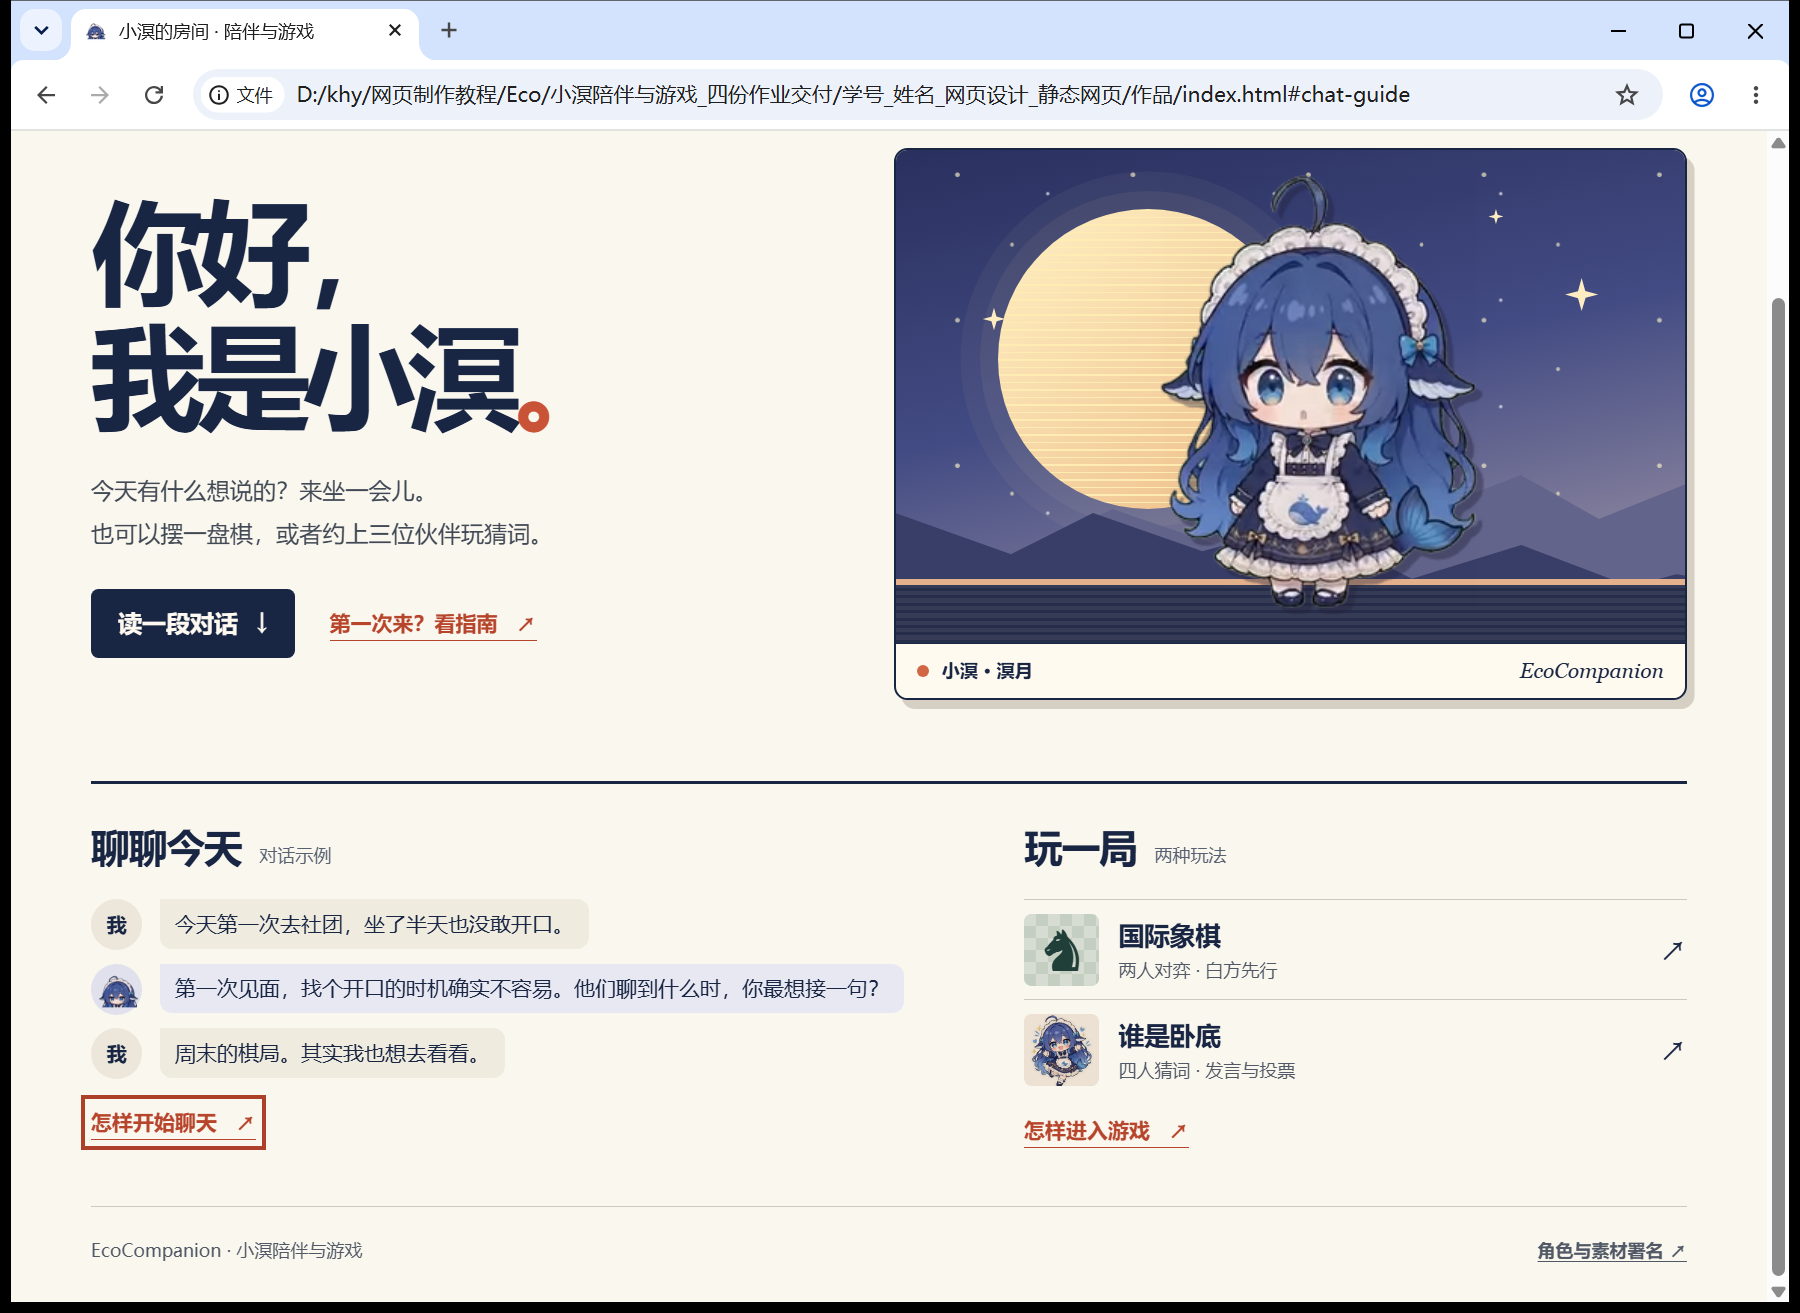 小溟的房间 · 陪伴与游戏
文件
D:/khy/网页制作教程/Eco/小溟陪伴与游戏_四份作业交付/学号_姓名_网页设计_静态网页/作品/index.html#chat-guide
你好，
我是小溟。
今天有什么想说的？来坐一会儿。
也可以摆一盘棋，或者约上三位伙伴玩猜词。
读一段对话 ↓
第一次来？看指南 ↗
小溟 · 溟月
EcoCompanion
聊聊今天 对话示例
我
今天第一次去社团，坐了半天也没敢开口。
第一次见面，找个开口的时机确实不容易。他们聊到什么时，你最想接一句？
我
周末的棋局。其实我也想去看看。
怎样开始聊天 ↗
玩一局 两种玩法
国际象棋
两人对弈 · 白方先行
↗
谁是卧底
四人猜词 · 发言与投票
↗
怎样进入游戏 ↗
EcoCompanion · 小溟陪伴与游戏
角色与素材署名 ↗